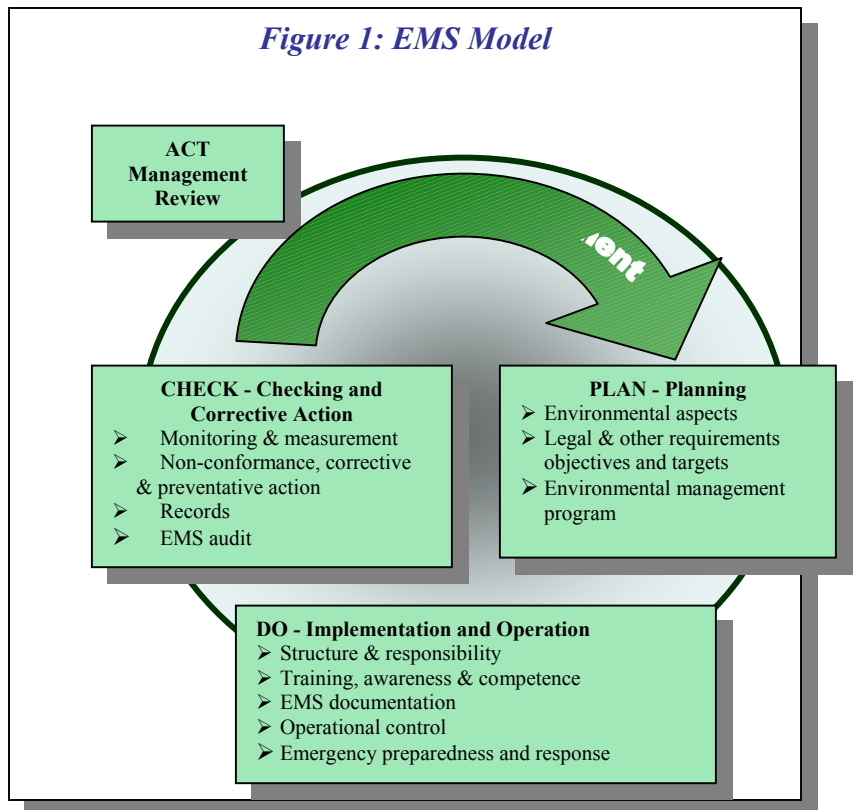 Figure 1: EMS Model
ACT
Management
Review
CHECK - Checking and
Corrective Action
➢ Monitoring & measurement
➢ Non-conformance, corrective
& preventative action
➢ Records
➢ EMS audit
PLAN - Planning
➢ Environmental aspects
➢ Legal & other requirements
objectives and targets
➢ Environmental management
program
DO - Implementation and Operation
➢ Structure & responsibility
➢ Training, awareness & competence
➢ EMS documentation
➢ Operational control
➢ Emergency preparedness and response